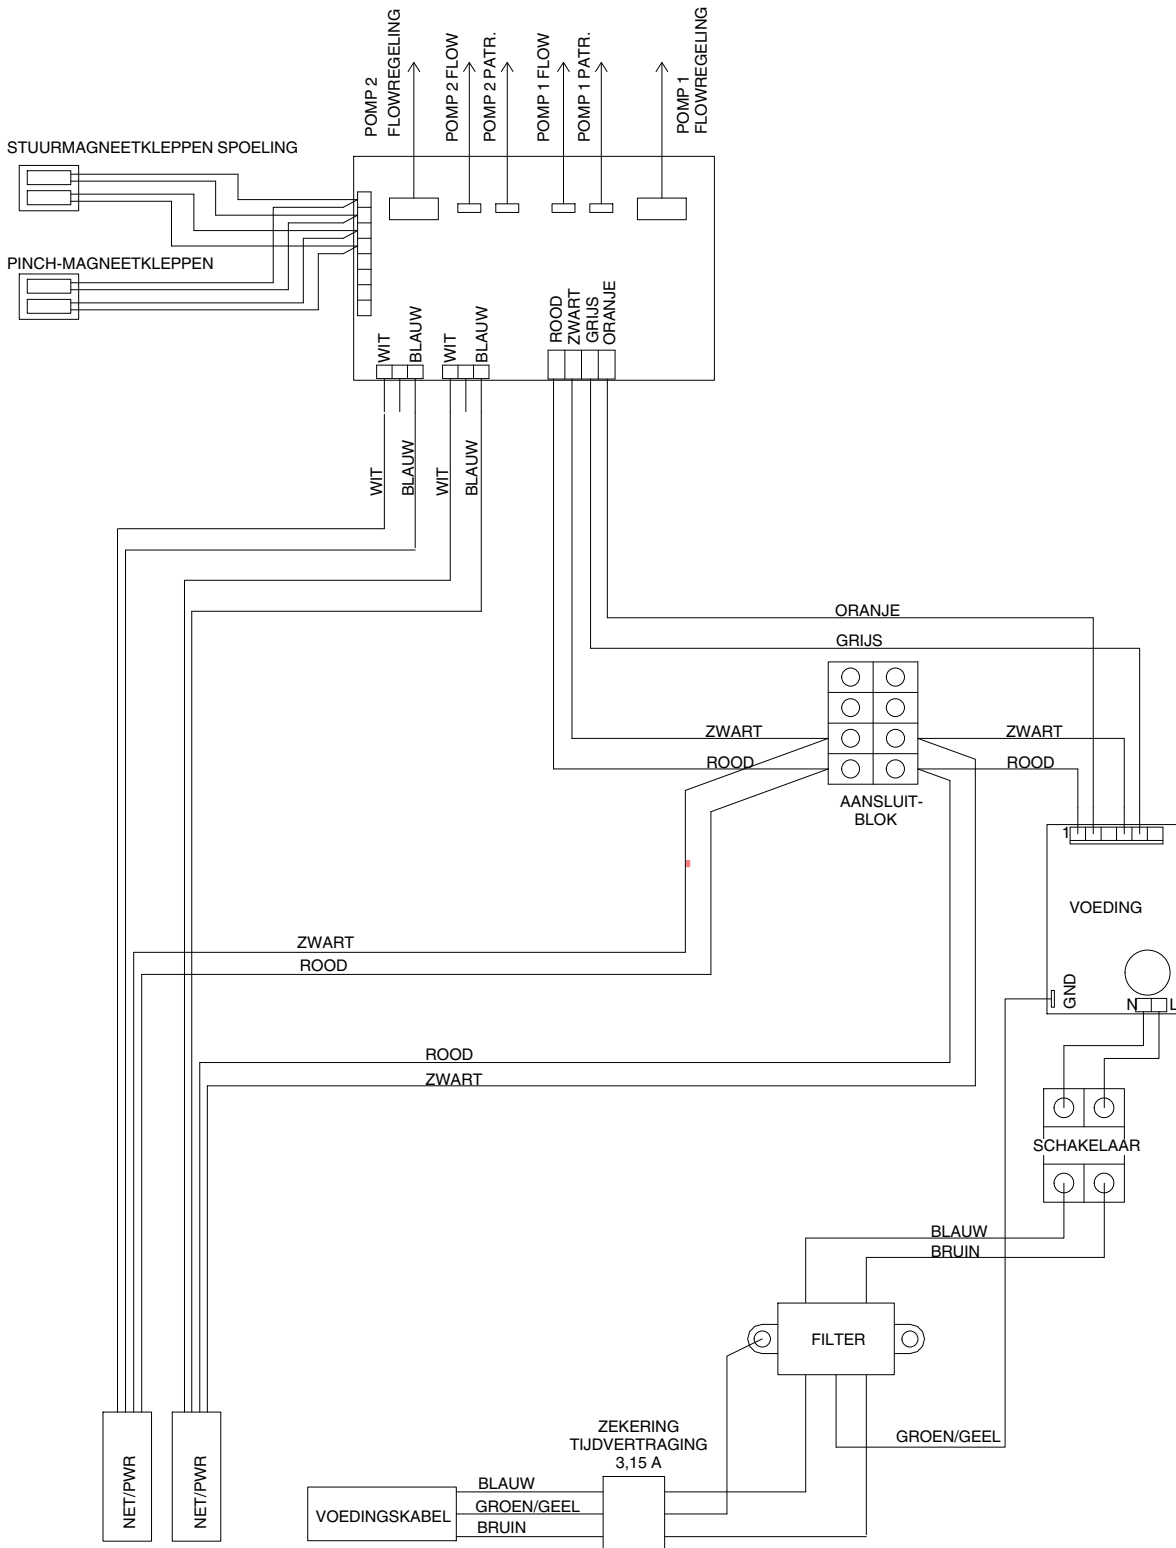 POMP 2
FLOWREGELING
POMP 2 FLOW
POMP 2 PATR.
POMP 1 FLOW
POMP 1 PATR.
POMP 1
FLOWREGELING
STUURMAGNEETKLEPPEN SPOELING
PINCH-MAGNEETKLEPPEN
WIT
BLAUW
WIT
BLAUW
ROOD
ZWART
GRIJS
ORANJE
WIT
BLAUW
WIT
BLAUW
ORANJE
GRIJS
ZWART
ZWART
ROOD
ROOD
AANSLUIT-
BLOK
1
VOEDING
ZWART
ROOD
GND
N
L
ROOD
ZWART
SCHAKELAAR
BLAUW
BRUIN
FILTER
GROEN/GEEL
ZEKERING
TIJDVERTRAGING
3,15 A
NET/PWR
NET/PWR
VOEDINGSKABEL
BLAUW
GROEN/GEEL
BRUIN